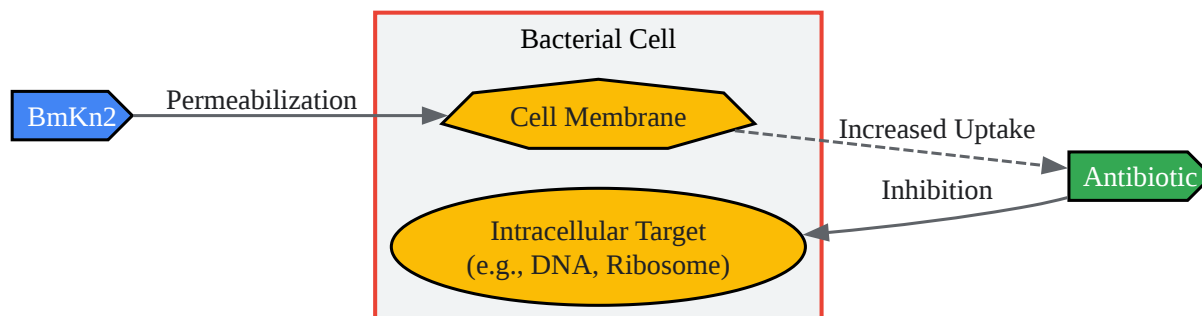 Bacterial Cell
BmKn2
Permeabilization
Cell Membrane
Increased Uptake
Antibiotic
Inhibition
Intracellular Target
(e.g., DNA, Ribosome)